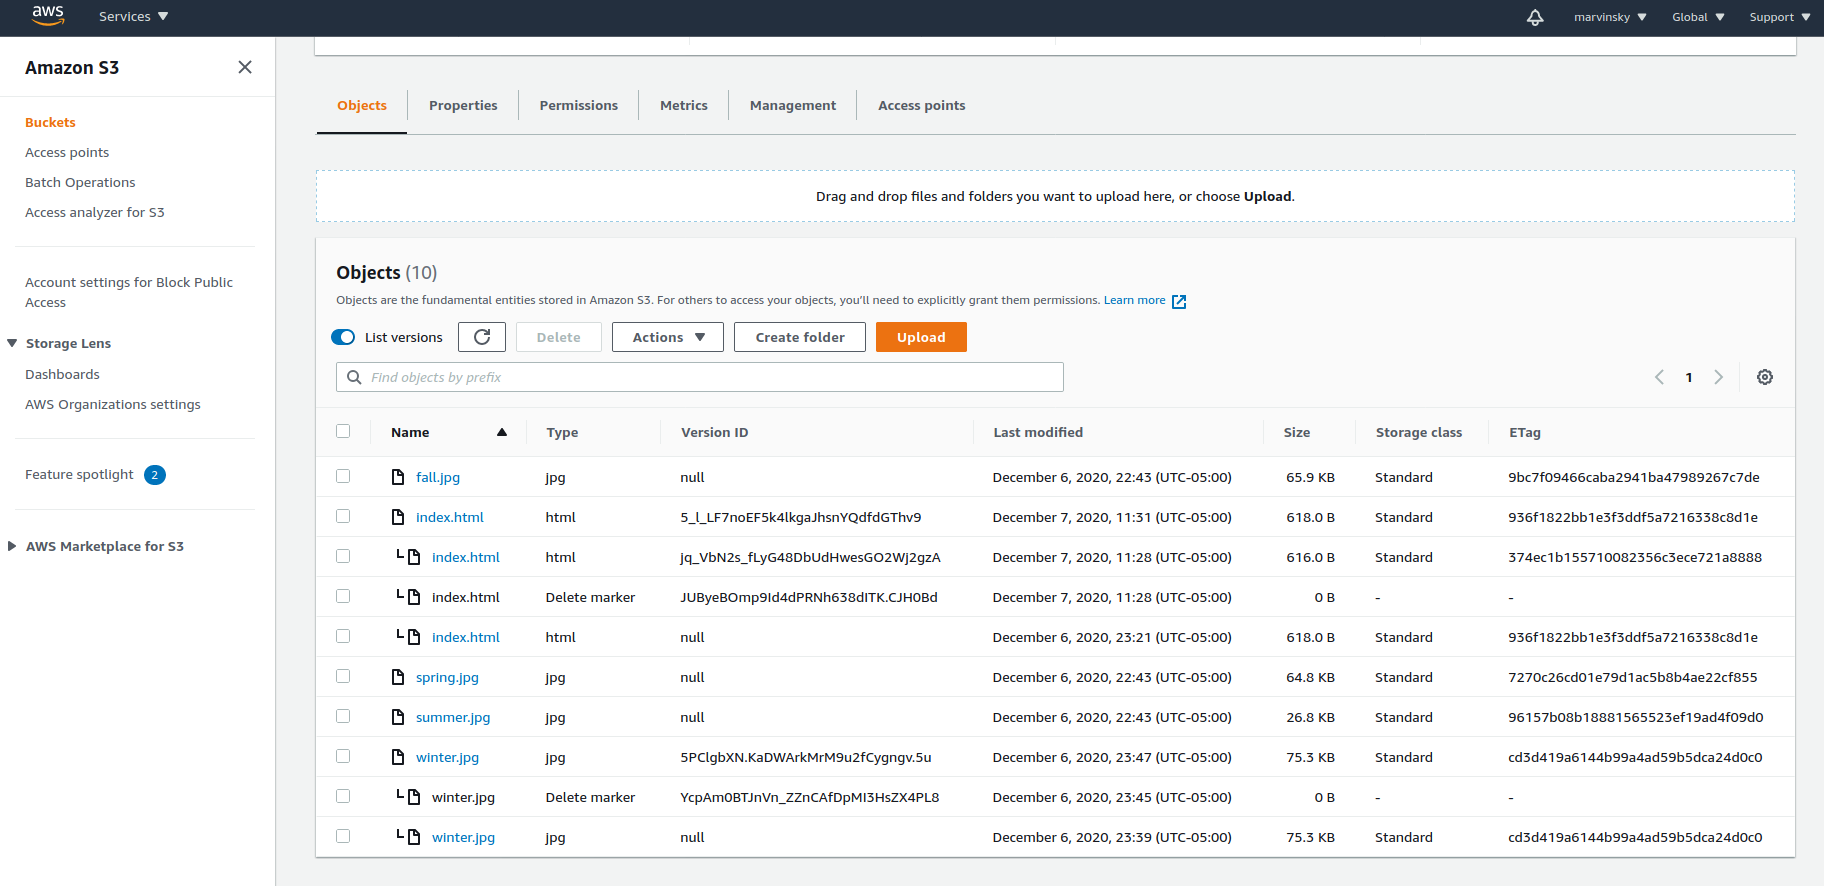 aws Services marvinsky Global Support
Amazon S3
Buckets
Access points
Batch Operations
Access analyzer for S3
Account settings for Block Public
Access
Storage Lens
Dashboards
AWS Organizations settings
Feature spotlight 2
AWS Marketplace for S3
Objects Properties Permissions Metrics Management Access points
Drag and drop files and folders you want to upload here, or choose Upload.
Objects (10)
Objects are the fundamental entities stored in Amazon S3. For others to access your objects, you'll need to explicitly grant them permissions. Learn more
List versions Delete Actions Create folder Upload
Find objects by prefix 1
Name Type Version ID Last modified Size Storage class ETag
fall.jpg jpg null December 6, 2020, 22:43 (UTC-05:00) 65.9 KB Standard 9bc7f09466caba2941ba47989267c7de
index.html html 5_l_LF7noEF5k4lkgaJhsnYQdfdGThv9 December 7, 2020, 11:31 (UTC-05:00) 618.0 B Standard 936f1822bb1e3f3ddf5a7216338c8d1e
index.html html jq_VbN2s_fLyG48DbUdHwesGO2Wj2gzA December 7, 2020, 11:28 (UTC-05:00) 616.0 B Standard 374ec1b155710082356c3ece721a8888
index.html Delete marker JUByeBOmp9Id4dPRNh638dITK.CJH0Bd December 7, 2020, 11:28 (UTC-05:00) 0 B - -
index.html html null December 6, 2020, 23:21 (UTC-05:00) 618.0 B Standard 936f1822bb1e3f3ddf5a7216338c8d1e
spring.jpg jpg null December 6, 2020, 22:43 (UTC-05:00) 64.8 KB Standard 7270c26cd01e79d1ac5b8b4ae22cf855
summer.jpg jpg null December 6, 2020, 22:43 (UTC-05:00) 26.8 KB Standard 96157b08b18881565523ef19ad4f09d0
winter.jpg jpg 5PClgbXN.KaDWArkMrM9u2fCygngv.5u December 6, 2020, 23:47 (UTC-05:00) 75.3 KB Standard cd3d419a6144b99a4ad59b5dca24d0c0
winter.jpg Delete marker YcpAm0BTJnVn_ZZnCAfDpMI3HsZX4PL8 December 6, 2020, 23:45 (UTC-05:00) 0 B - -
winter.jpg jpg null December 6, 2020, 23:39 (UTC-05:00) 75.3 KB Standard cd3d419a6144b99a4ad59b5dca24d0c0